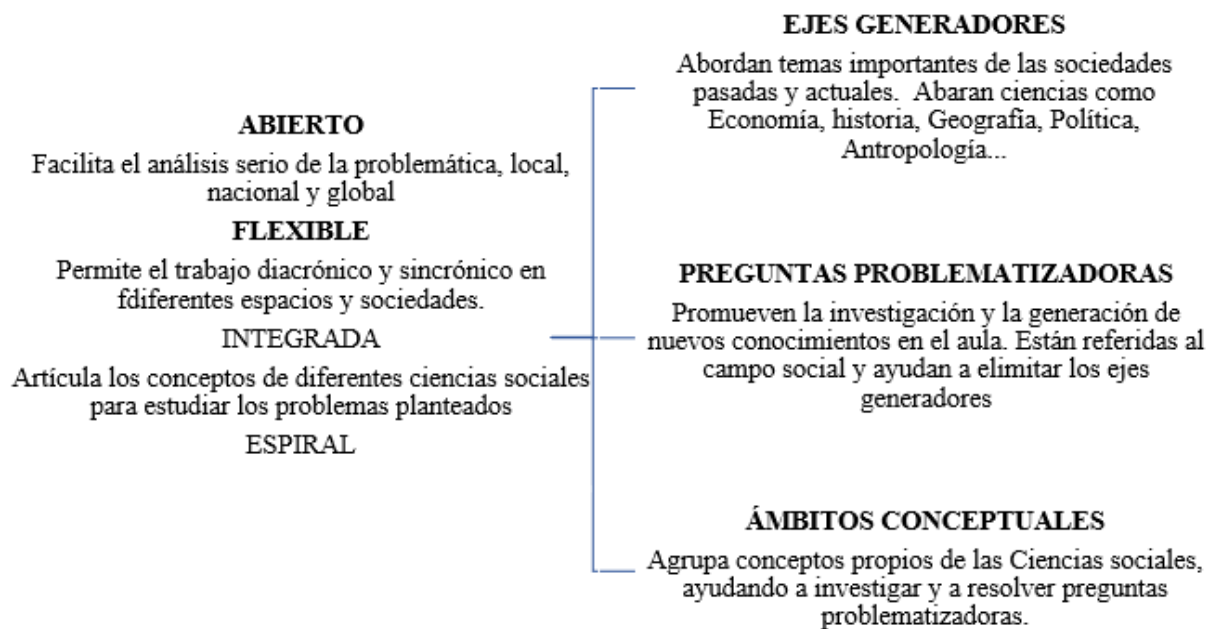 ABIERTO
Facilita el análisis serio de la problemática, local,
nacional y global
FLEXIBLE
Permite el trabajo diacrónico y sincrónico en
fdiferentes espacios y sociedades.
INTEGRADA
Artícula los conceptos de diferentes ciencias sociales
para estudiar los problemas planteados
ESPIRAL
EJES GENERADORES
Abordan temas importantes de las sociedades
pasadas y actuales.  Abaran ciencias como
Economía, historia, Geografía, Política,
Antropología...
PREGUNTAS PROBLEMATIZADORAS
Promueven la investigación y la generación de
nuevos conocimientos en el aula. Están referidas al
campo social y ayudan a elimitar los ejes
generadores
ÁMBITOS CONCEPTUALES
Agrupa conceptos propios de las Ciencias sociales,
ayudando a investigar y a resolver preguntas
problematizadoras.